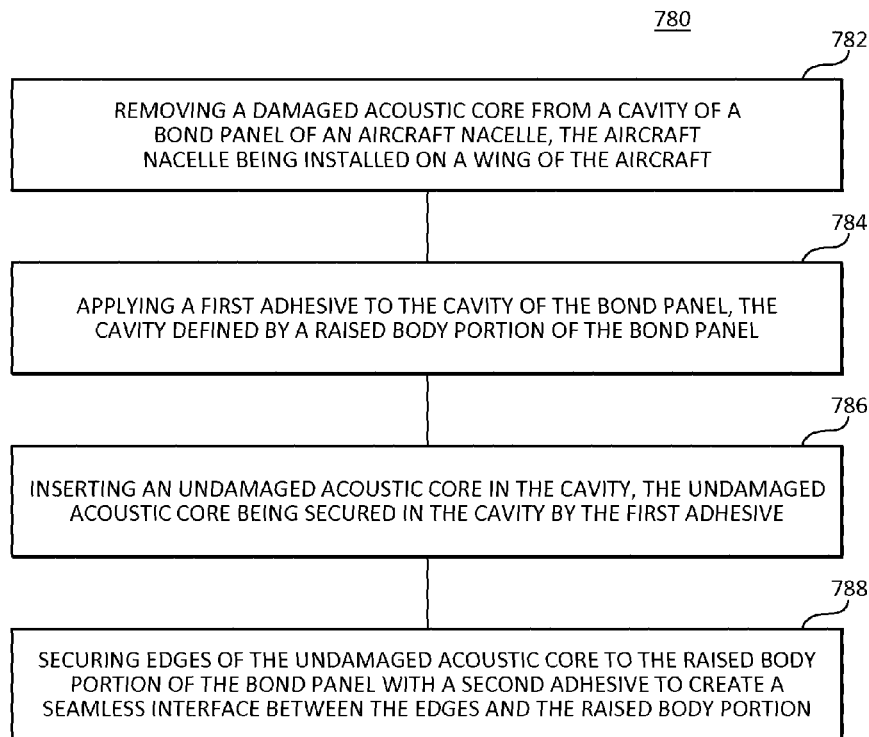 780
782
REMOVING A DAMAGED ACOUSTIC CORE FROM A CAVITY OF A
BOND PANEL OF AN AIRCRAFT NACELLE, THE AIRCRAFT
NACELLE BEING INSTALLED ON A WING OF THE AIRCRAFT
784
APPLYING A FIRST ADHESIVE TO THE CAVITY OF THE BOND PANEL, THE
CAVITY DEFINED BY A RAISED BODY PORTION OF THE BOND PANEL
786
INSERTING AN UNDAMAGED ACOUSTIC CORE IN THE CAVITY, THE UNDAMAGED
ACOUSTIC CORE BEING SECURED IN THE CAVITY BY THE FIRST ADHESIVE
788
SECURING EDGES OF THE UNDAMAGED ACOUSTIC CORE TO THE RAISED BODY
PORTION OF THE BOND PANEL WITH A SECOND ADHESIVE TO CREATE A
SEAMLESS INTERFACE BETWEEN THE EDGES AND THE RAISED BODY PORTION